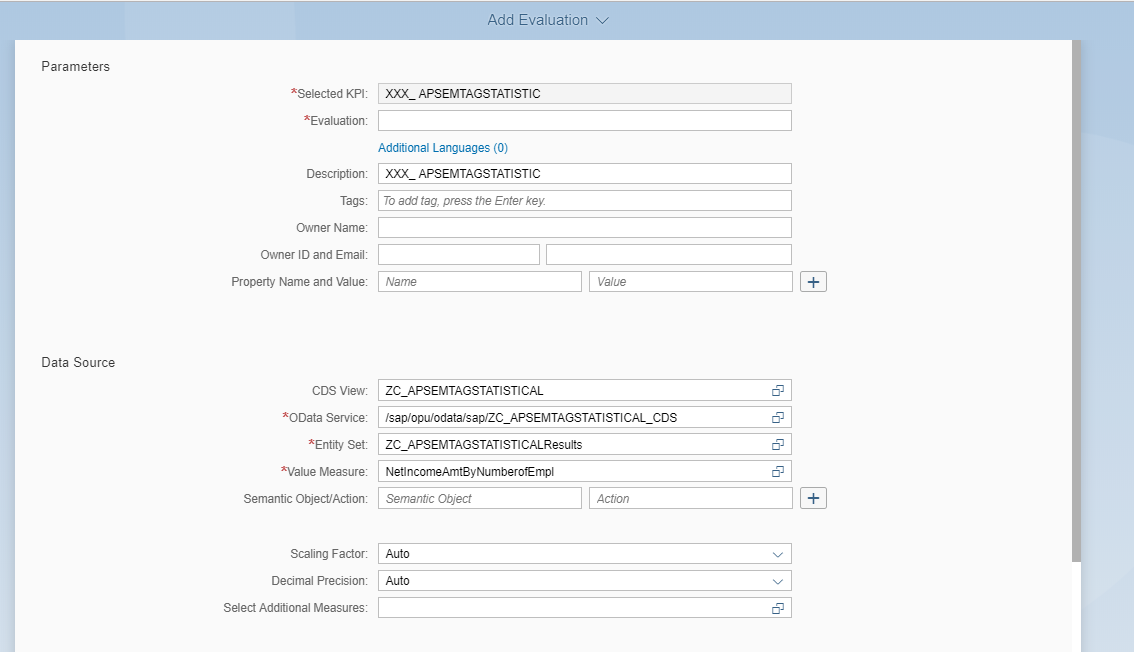 Add Evaluation
Parameters
*Selected KPI: XXX_ APSEMTAGSTATISTIC
*Evaluation:
Additional Languages (0)
Description: XXX_ APSEMTAGSTATISTIC
Tags: To add tag, press the Enter key.
Owner Name:
Owner ID and Email:
Property Name and Value: Name Value
Data Source
CDS View: ZC_APSEMTAGSTATISTICAL
*OData Service: /sap/opu/odata/sap/ZC_APSEMTAGSTATISTICAL_CDS
*Entity Set: ZC_APSEMTAGSTATISTICALResults
*Value Measure: NetIncomeAmtByNumberofEmpl
Semantic Object/Action: Semantic Object Action
Scaling Factor: Auto
Decimal Precision: Auto
Select Additional Measures: